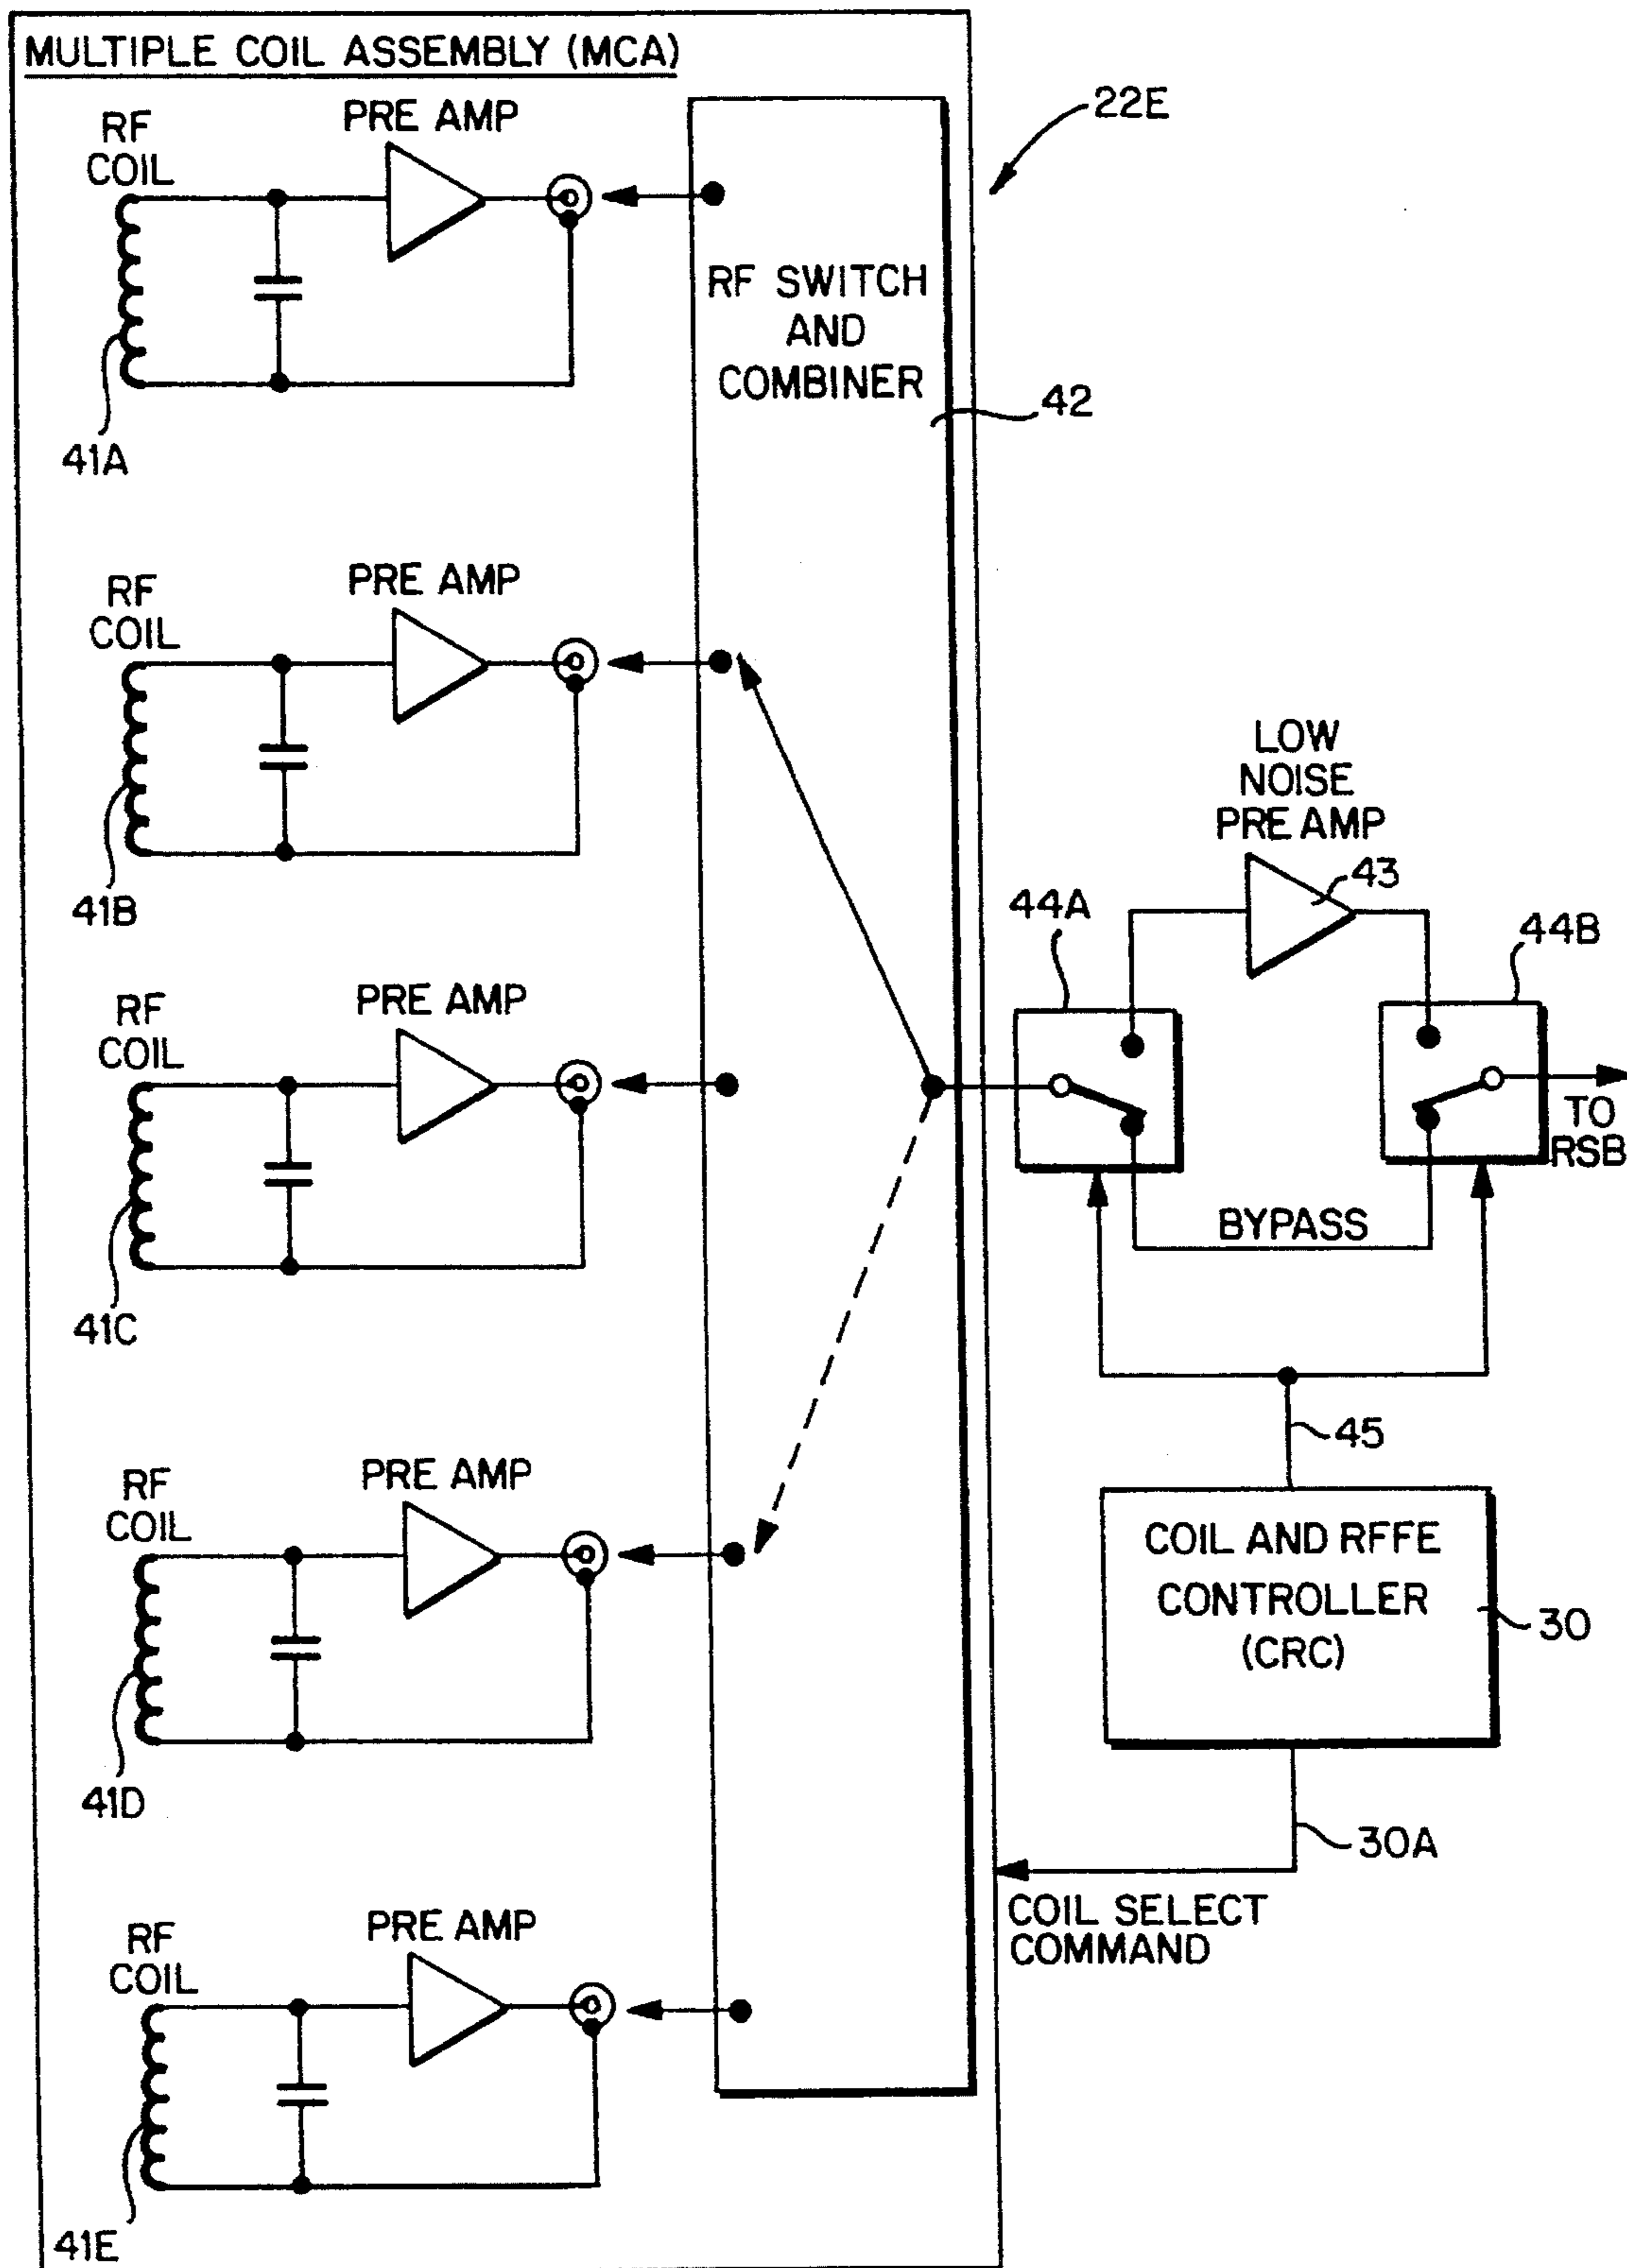 MULTIPLE COIL ASSEMBLY (MCA)
RF
COIL
PRE AMP
41A
RF SWITCH
AND
COMBINER
22E
42
RF
COIL
PRE AMP
41B
RF
COIL
PRE AMP
41C
RF
COIL
PRE AMP
41D
RF
COIL
PRE AMP
41E
LOW
NOISE
PRE AMP
43
44A
44B
TO
RSB
BYPASS
45
COIL AND RFFE
CONTROLLER
(CRC)
30
30A
COIL SELECT
COMMAND